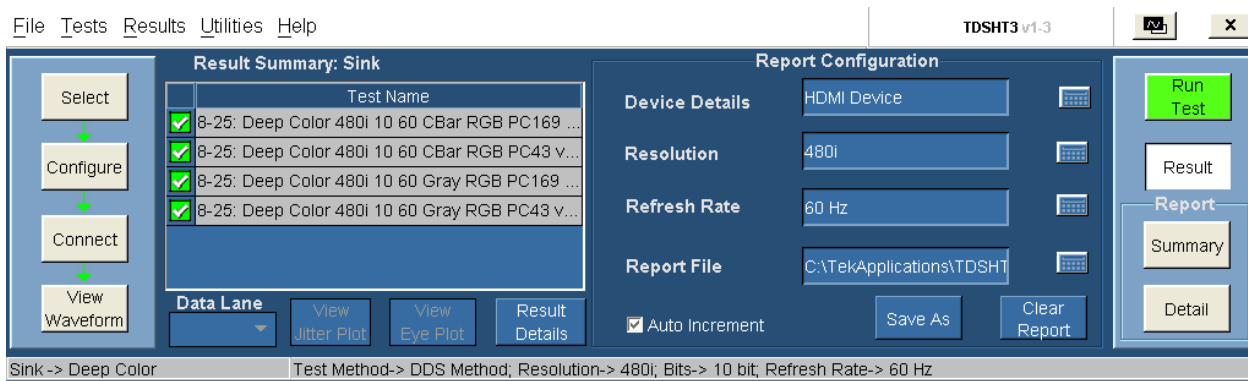 File Tests Results Utilities Help
TDSHT3 v1-3
x
Select
Configure
Connect
View
Waveform
Result Summary: Sink
Test Name
8-25: Deep Color 480i 10 60 CBar RGB PC169 ...
8-25: Deep Color 480i 10 60 CBar RGB PC43 v...
8-25: Deep Color 480i 10 60 Gray RGB PC169 ...
8-25: Deep Color 480i 10 60 Gray RGB PC43 v...
Data Lane
View
Jitter Plot
View
Eye Plot
Result
Details
Report Configuration
Device Details
HDMI Device
Resolution
480i
Refresh Rate
60 Hz
Report File
C:\TekApplications\TDSHT
Auto Increment
Save As
Clear
Report
Run
Test
Result
Report
Summary
Detail
Sink -> Deep Color
Test Method-> DDS Method; Resolution-> 480i; Bits-> 10 bit; Refresh Rate-> 60 Hz